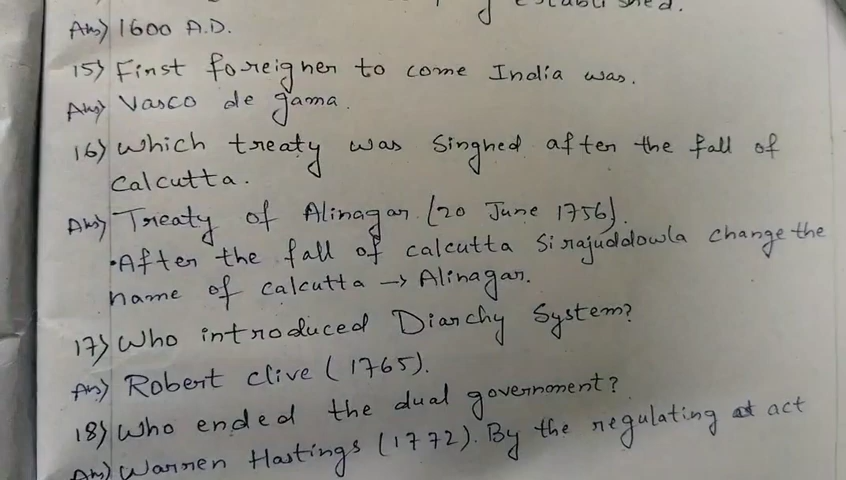 established.
Ans) 1600 A.D.
15) First foreigner to come India was.
Ans) Vasco de gama.
16) Which treaty was Singhed after the fall of
Calcutta.
Ans) Treaty of Alinagar (20 June 1756).
•After the fall of calcutta Sirajuddowla change the
name of calcutta → Alinagar.
17) Who introduced Diarchy System?
Ans) Robert clive (1765).
18) Who ended the dual government?
Ans) Warren Hastings (1772). By the regulating act